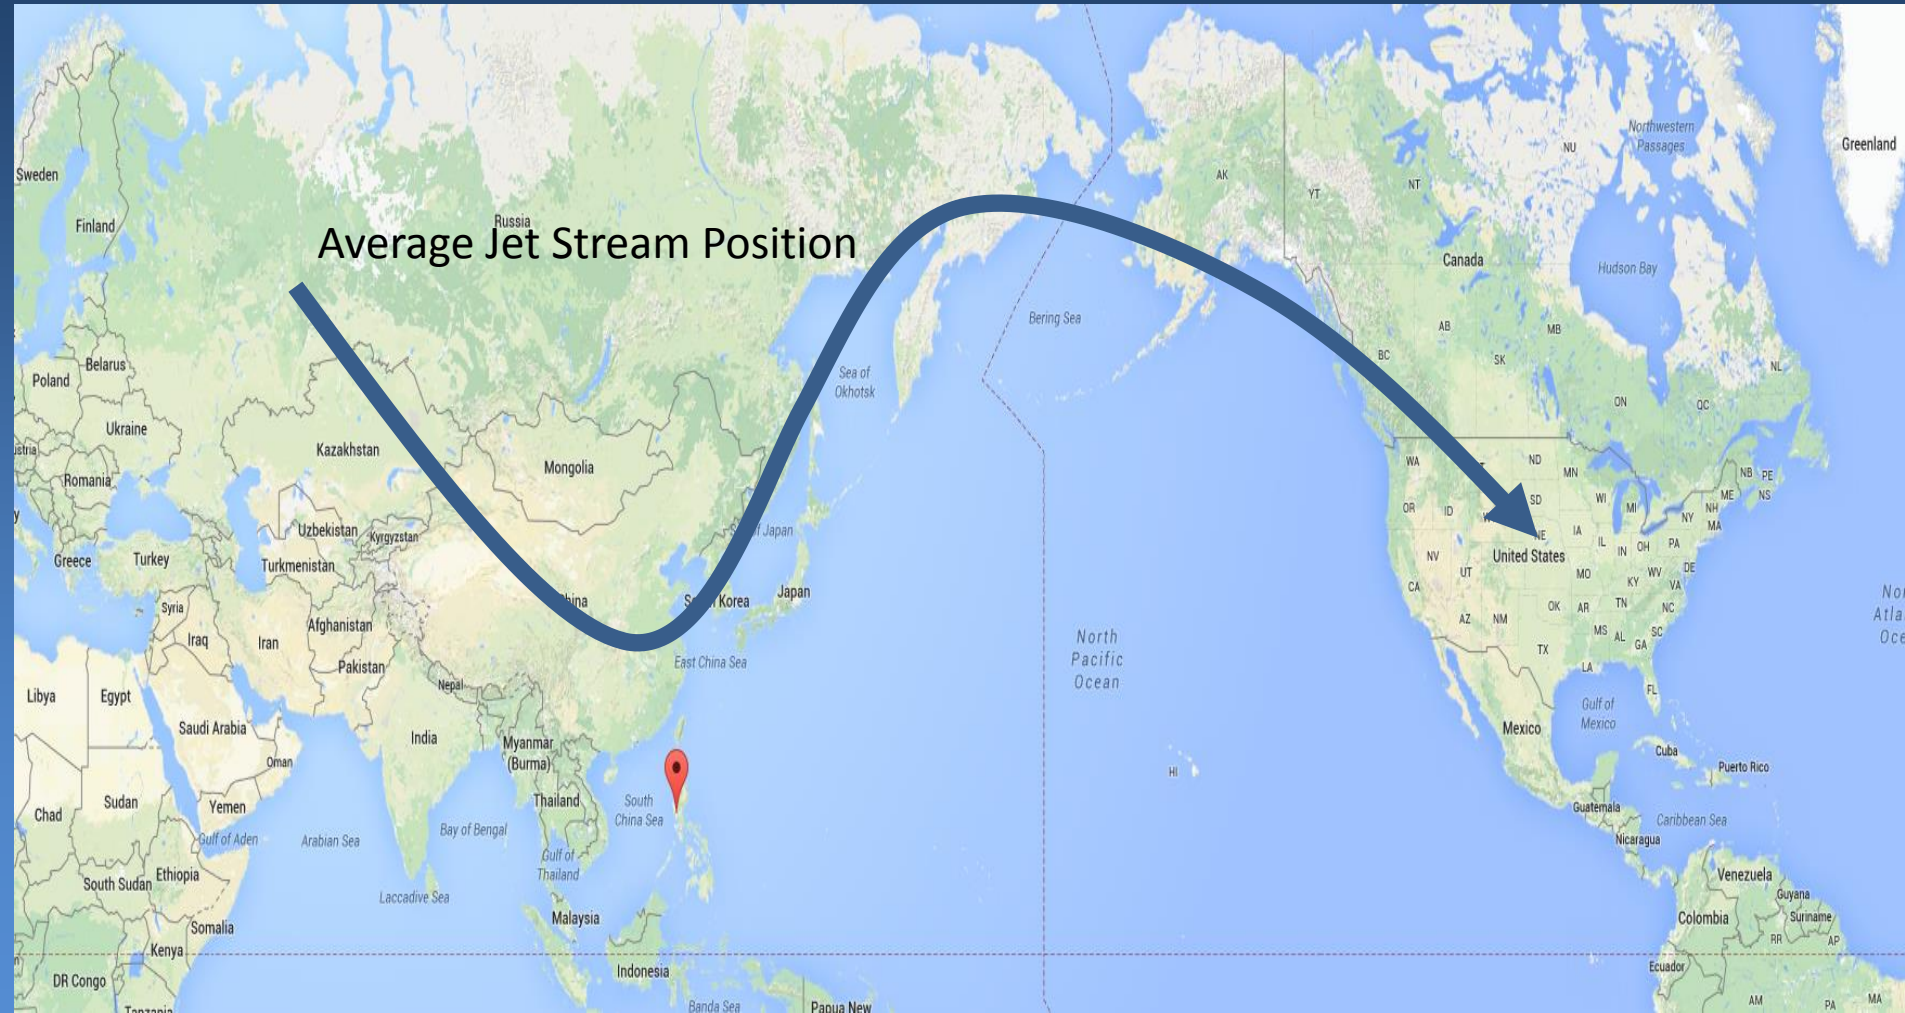 Greenland
Northwestern
Passages
NU
Sweden
AK
NT
YT
Finland
Russia
Average Jet Stream Position
Canada
Hudson Bay
Bering Sea
AB
MB
BC
SK
Belarus
Poland
Sea of
Okhotsk
NL
ON
QC
Ukraine
Kazakhstan
Mongolia
WA
ND
MN
NB
PE
Romania
OR
ID
SD
WI
MI
ME
NS
NH
NY
MA
Uzbekistan
Kyrgyzstan
Japan
NE
IA
IL
IN
OH
PA
Greece
Turkey
Turkmenistan
NV
UT
United States
MO
KY
WV
DE
VA
CA
Syria
China
Korea
Japan
OK
AR
TN
NC
AZ
NM
Afghanistan
Iraq
Iran
MS
AL
GA
SC
North
Pacific
Ocean
TX
LA
Pakistan
East China Sea
Nepal
FL
Libya
Egypt
Gulf of
Mexico
Saudi Arabia
India
Mexico
Myanmar
(Burma)
Oman
Cuba
Puerto Rico
HI
Chad
Sudan
Yemen
Thailand
South
China Sea
Guatemala
Caribbean Sea
Gulf of Aden
Arabian Sea
Bay of Bengal
Nicaragua
Gulf of
Thailand
South Sudan
Ethiopia
Venezuela
Guyana
Laccadive Sea
Malaysia
Colombia
Suriname
Somalia
RR
AP
Kenya
Indonesia
Ecuador
DR Congo
Banda Sea
Papua New
AM
PA
MA